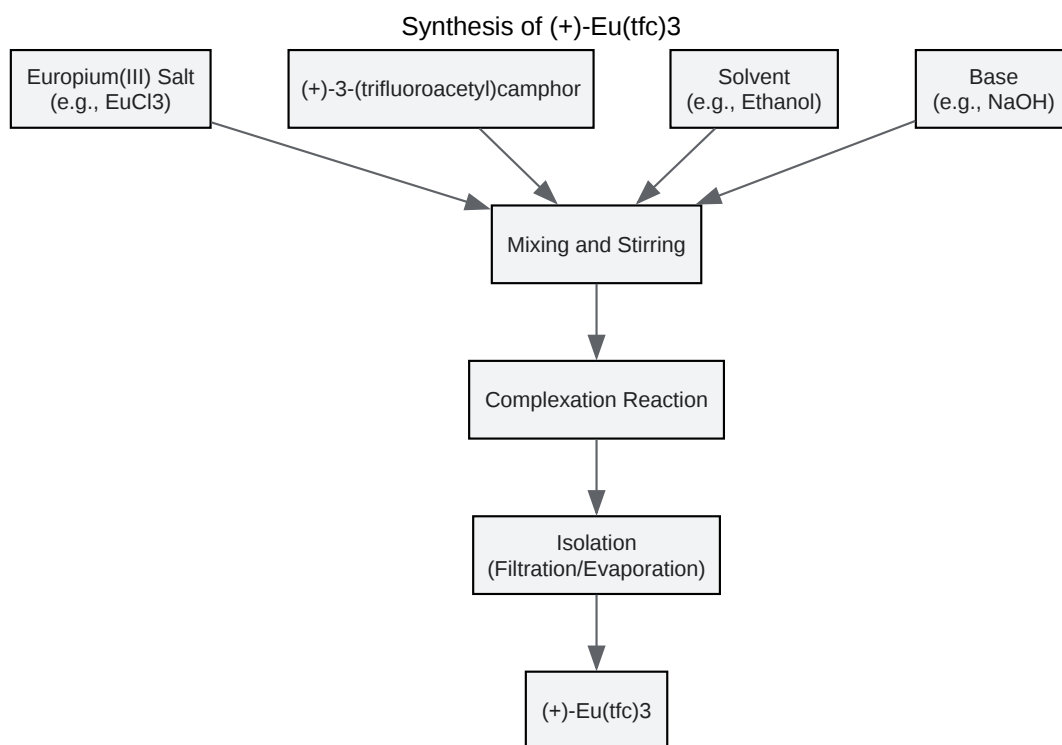 Synthesis of (+)-Eu(tfc)3
Europium(III) Salt
(e.g., EuCl3)
(+)-3-(trifluoroacetyl)camphor
Solvent
(e.g., Ethanol)
Base
(e.g., NaOH)
Mixing and Stirring
Complexation Reaction
Isolation
(Filtration/Evaporation)
(+)-Eu(tfc)3